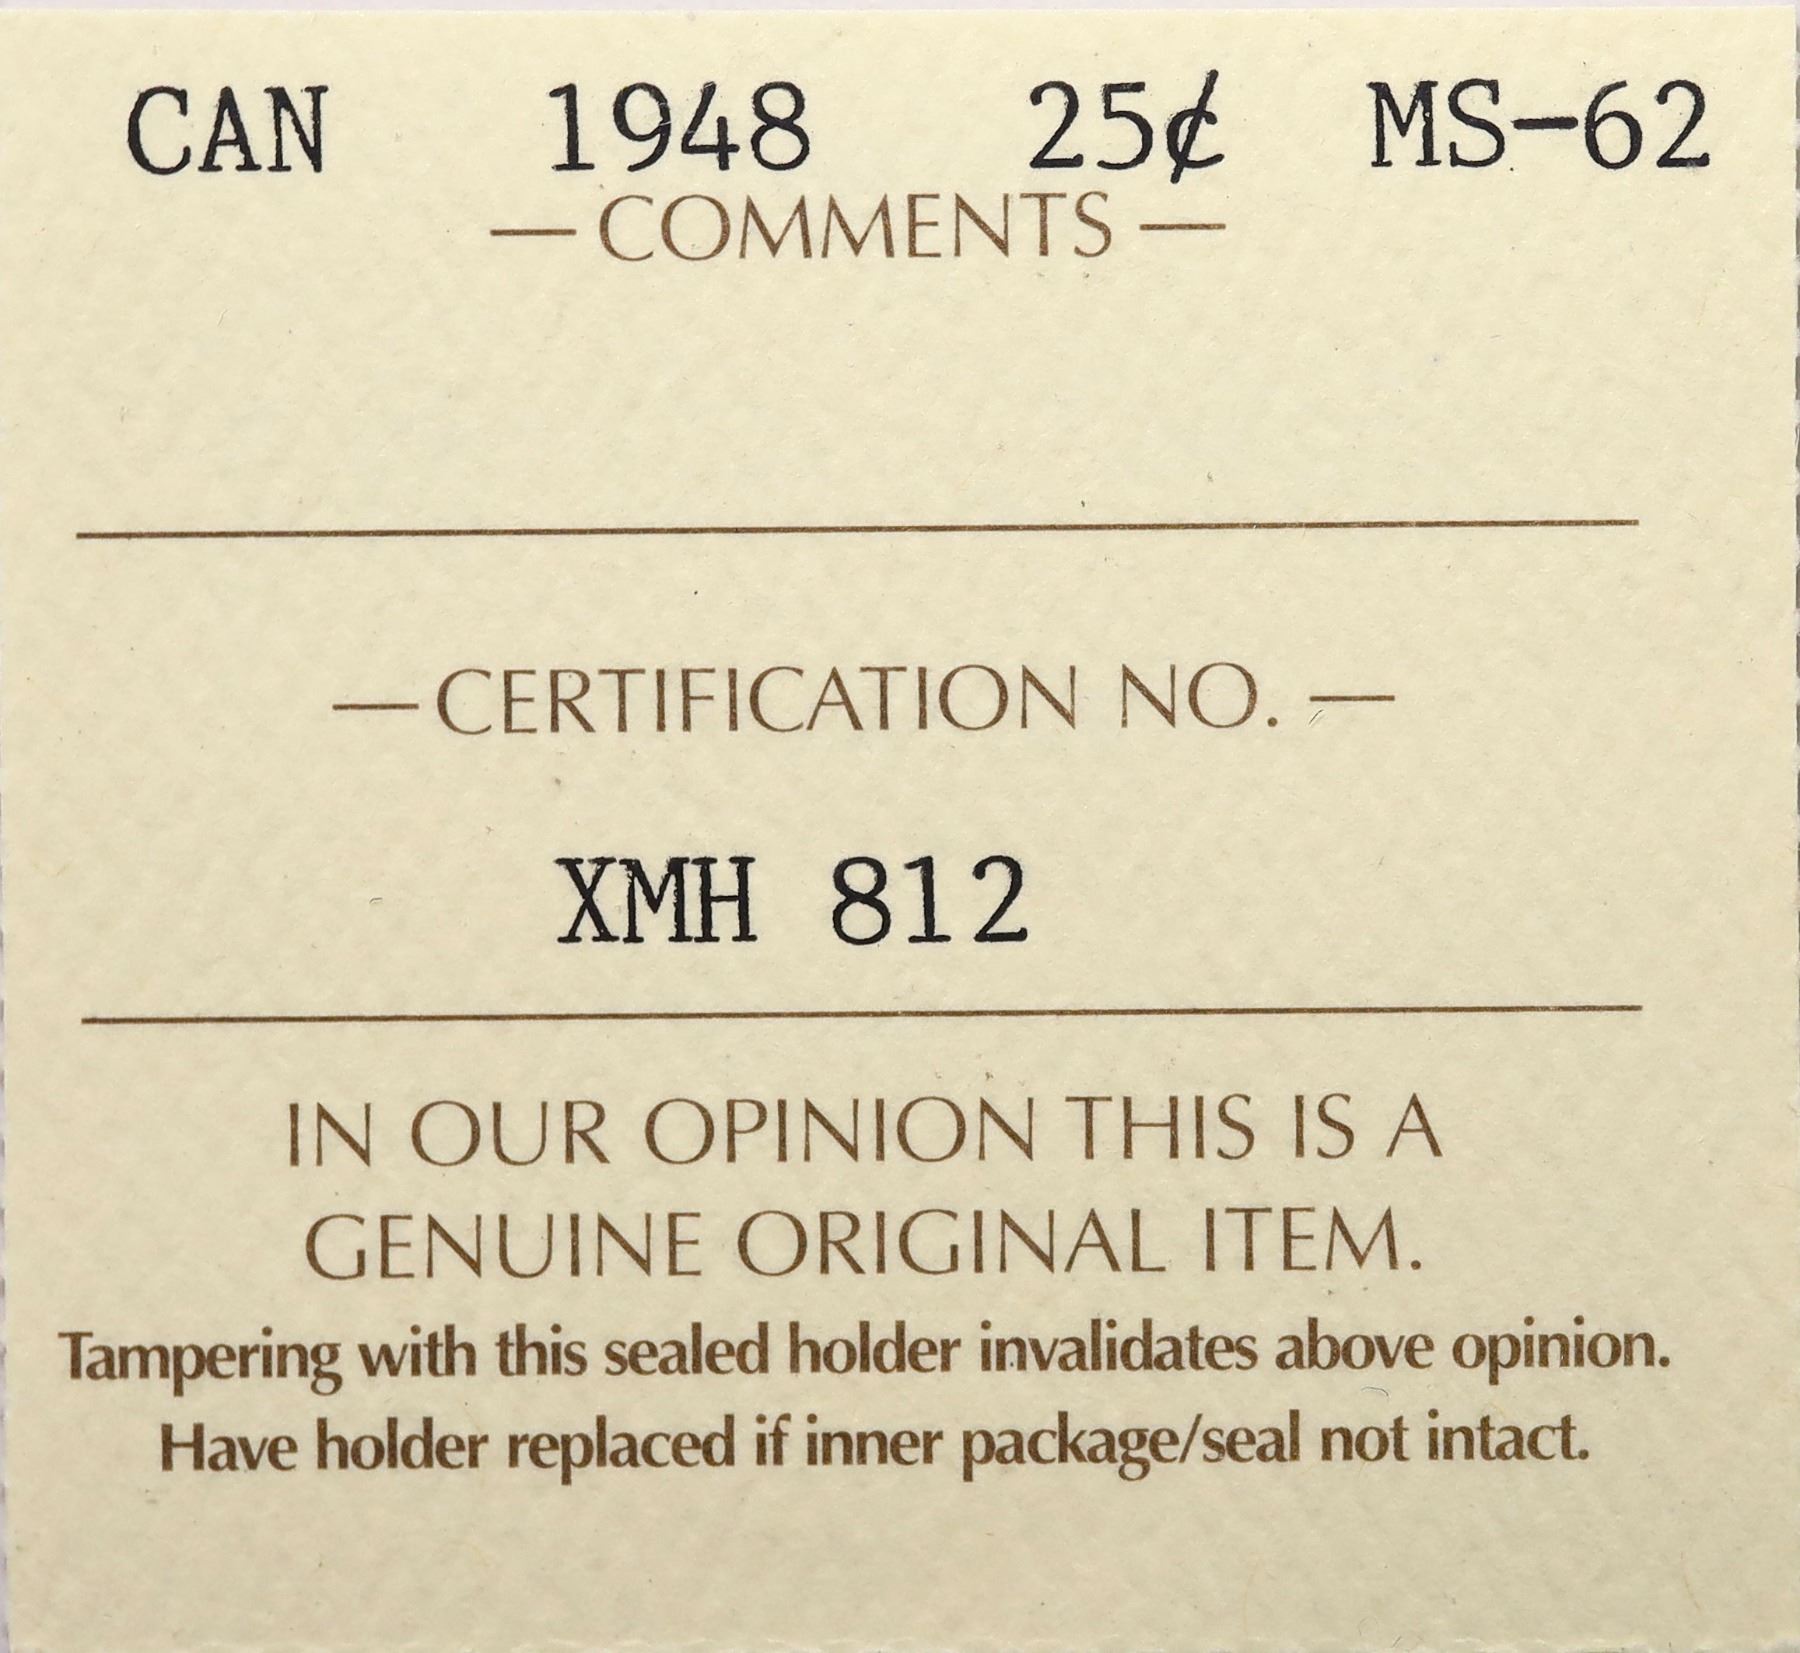 CAN 1948 25¢ MS-62
—COMMENTS—
—CERTIFICATION NO.—
XMH 812
IN OUR OPINION THIS IS A
GENUINE ORIGINAL ITEM.
Tampering with this sealed holder invalidates above opinion.
Have holder replaced if inner package/seal not intact.